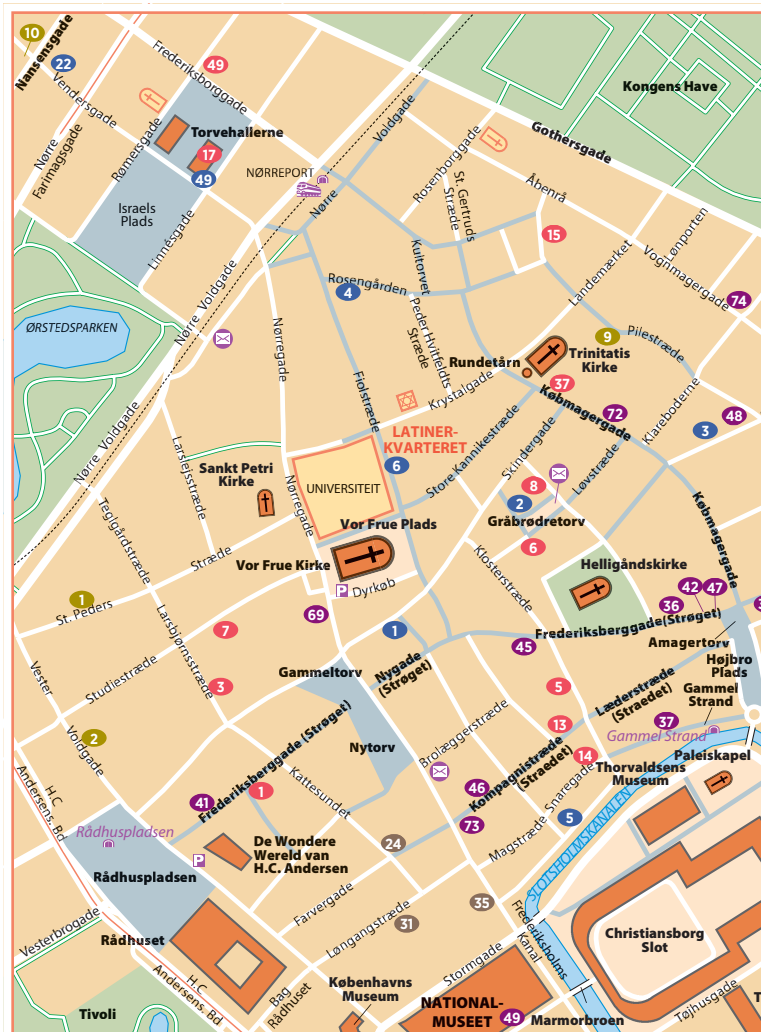 10
Nansensgade
22
Vendersgade
Frederiksborggade
49
Torvehallerne
17
49
Rømersgade
Nørre
Farimagsgade
Israels
Plads
Linnésgade
NØRREPORT
Nørre
Voldgade
Rosenborggade
Gothersgade
Kongens Have
Åbenrå
St. Gertruds
Stræde
15
Landemærket
Lønporten
Vognmagergade
74
Kultorvet
Rosengården
4
Peder Hvitfeldts
Stræde
ØRSTEDSPARKEN
Nørre Voldgade
Nørregade
Fiolstræde
Krystalgade
Rundetårn
Trinitatis
Kirke
9
Pilestræde
37
Købmagergade
72
Klareboderne
3
48
LATINER-
KVARTERET
Nørre Voldgade
Larslejsstræde
Sankt Petri
Kirke
Nørregade
UNIVERSITEIT
6
Store Kannikestræde
Skindergade
8
Løvstræde
2
Gråbrødretorv
6
Købmagergade
Teglgårdstræde
Vor Frue Plads
Vor Frue Kirke
P
Dyrkøb
Klosterstræde
Helligåndskirke
Stræde
St. Peders
1
69
7
1
42
47
36
Frederiksberggade(Strøget)
Amagertorv
45
Larsbjørnsstræde
Studiestræde
Gammeltorv
Nygade
(Strøget)
3
5
Læderstræde
(Straedet)
Højbro
Plads
Gammel
Strand
37
Gammel Strand
Vester
Voldgade
2
Frederiksberggade (Strøget)
Nytorv
Brolæggerstræde
13
Kompagnistræde
(Straedet)
14
Paleiskapel
Thorvaldsens
Museum
Snaregade
H.C.
Andersens. Bd
41
1
Kattesundet
46
73
5
Magstræde
SLOTSHOLMSKANALEN
Rådhuspladsen
P
Rådhuspladsen
De Wondere
Wereld van
H.C. Andersen
24
Farvergade
35
31
Løngangstræde
Frederiksholms
Kanal
Christiansborg
Slot
Vesterbrogade
Rådhuset
Stormgade
H.C.
Andersens. Bd
Bag
Rådhuset
Københavns
Museum
NATIONAL-
MUSEET
49
Marmorbroen
Tøjhusgade
Tivoli